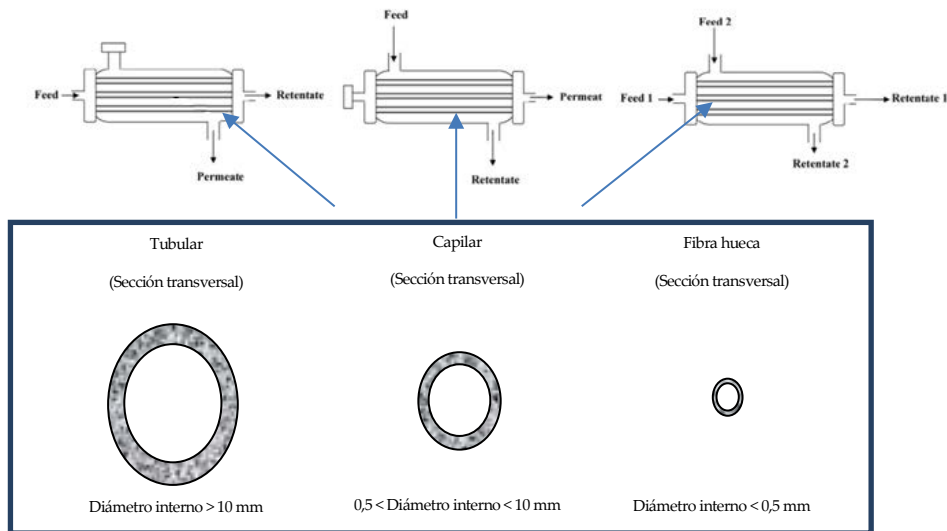 Feed
Retentate
Permeate
Feed
Permeat
Retentate
Feed 2
Feed 1
Retentate 1
Retentate 2
Tubular
(Sección transversal)
Diámetro interno > 10 mm
Capilar
(Sección transversal)
0,5 < Diámetro interno < 10 mm
Fibra hueca
(Sección transversal)
Diámetro interno < 0,5 mm